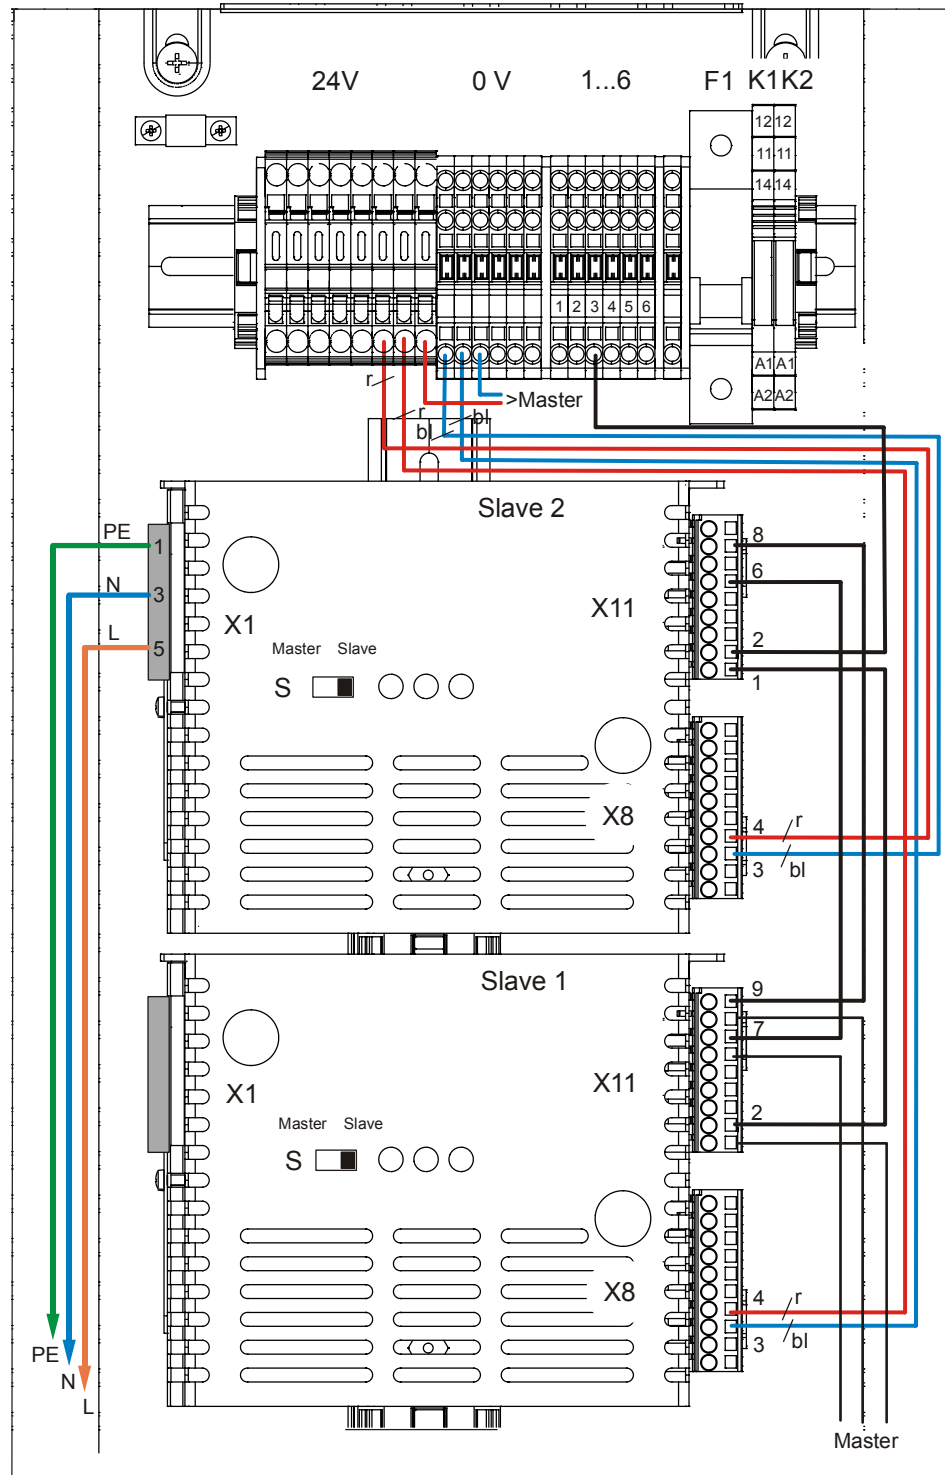 24V 0 V 1...6 F1 K1 K2
12 12
11 11
14 14
1 2 3 4 5 6
A1 A1
A2 A2
r
>Master
r
bl bl
Slave 2
PE 1 8
N 3 X1 X11 6
L 5 2
Master Slave
S 1
X8 4 r
3 bl
Slave 1
9
X1 X11 7
Master Slave 2
S
X8 4 r
3 bl
PE
N
L
Master